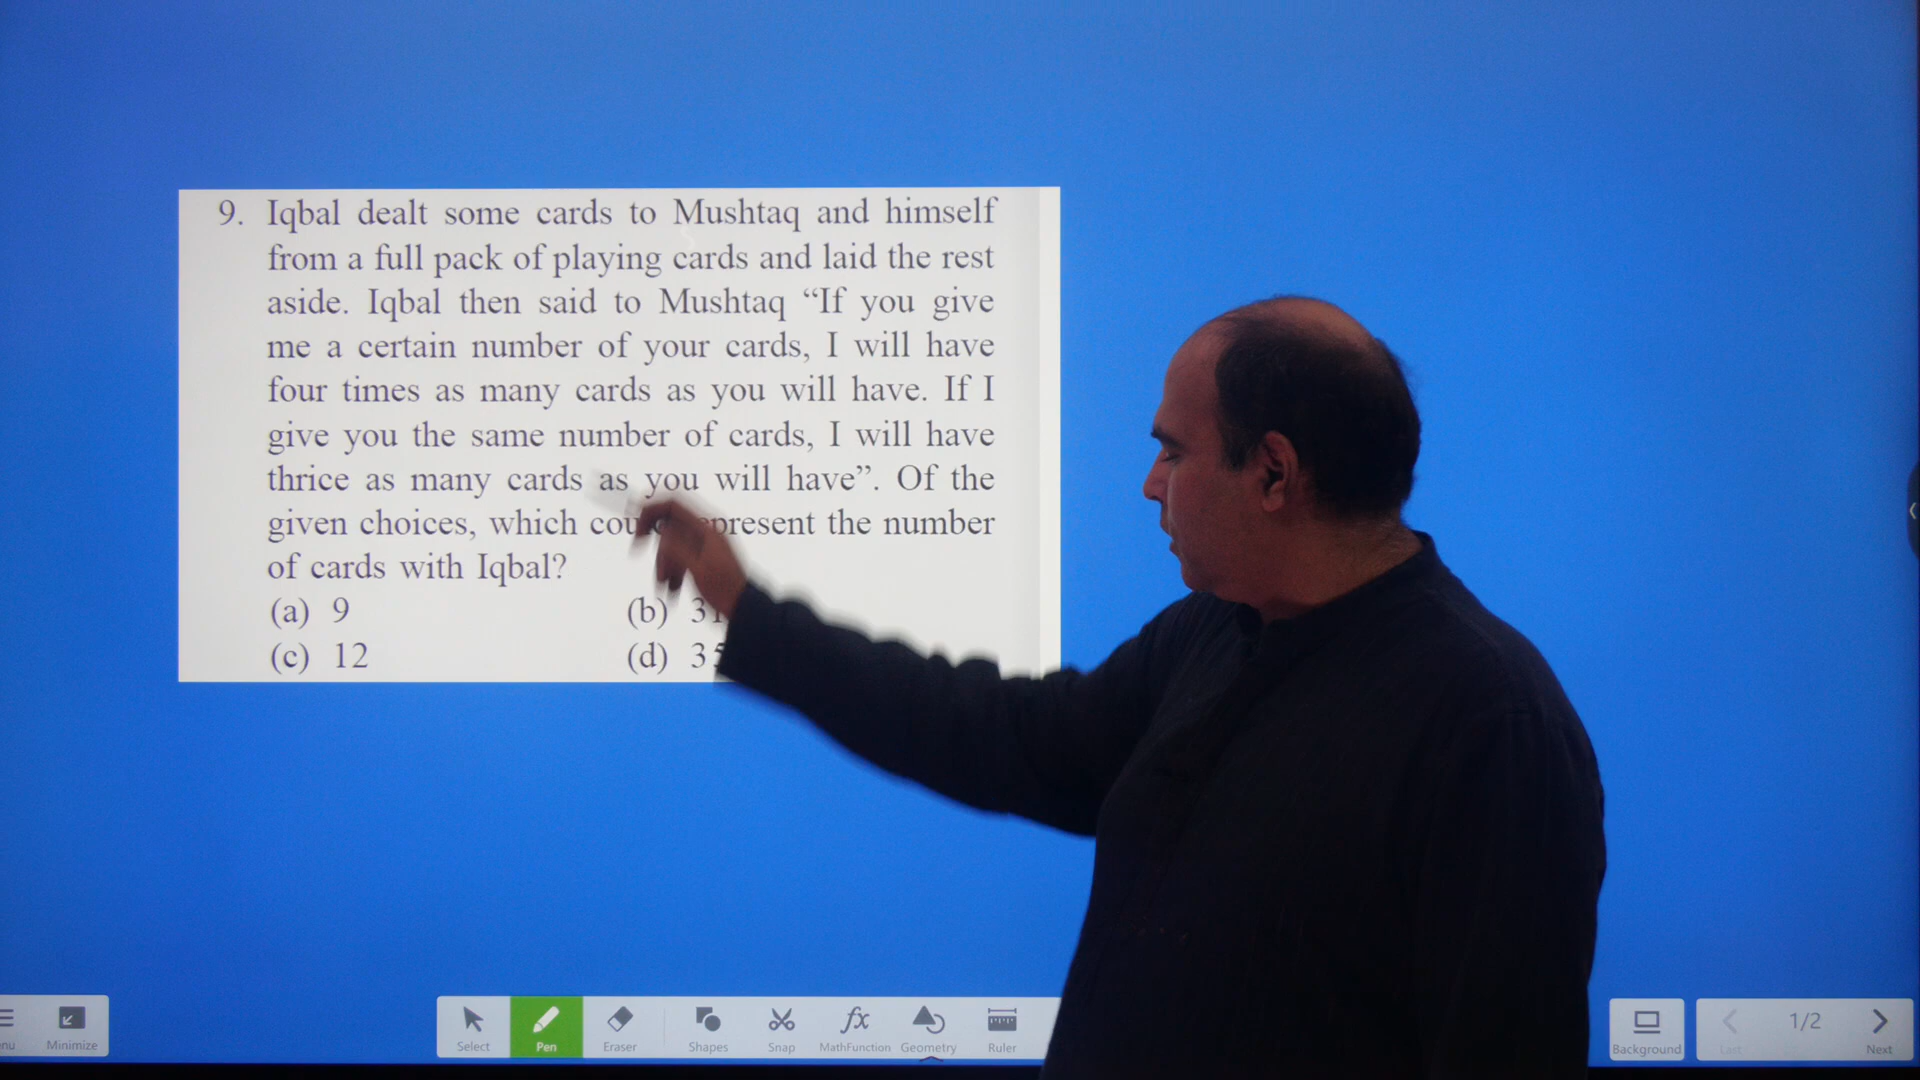 9. Iqbal dealt some cards to Mushtaq and himself
from a full pack of playing cards and laid the rest
aside. Iqbal then said to Mushtaq “If you give
me a certain number of your cards, I will have
four times as many cards as you will have. If I
give you the same number of cards, I will have
thrice as many cards as you will have”. Of the
given choices, which the number
of cards with Iqbal?
(a) 9 (b)
(c) 12 (d)
Minimize
Select Pen Eraser Shapes Snap MathFunction Geometry Ruler
Background Last 1/2 Next